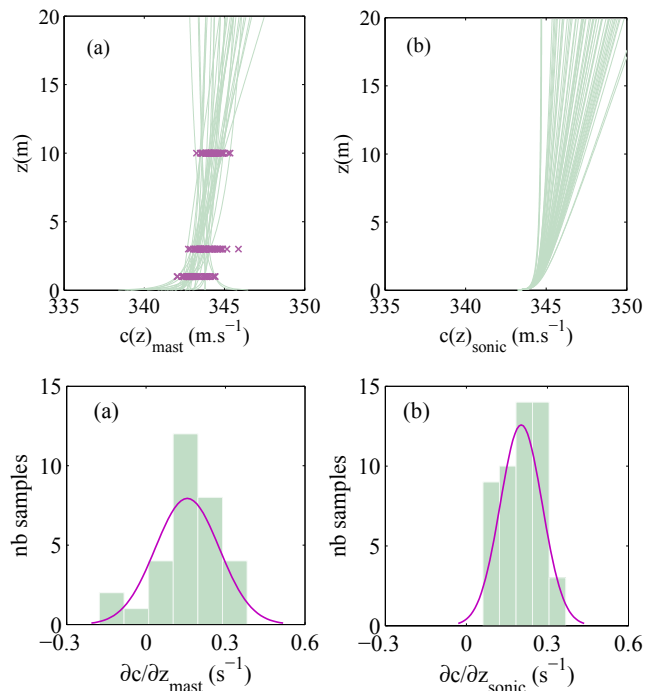 20
15
10
5
0
z(m)
(a)
335
340
345
350
c(z)mast (m.s−1)
20
15
10
5
0
z(m)
(b)
335
340
345
350
c(z)sonic (m.s−1)
15
10
5
0
nb samples
(a)
−0.3
0
0.3
0.6
∂c/∂zmast (s−1)
15
10
5
0
nb samples
(b)
−0.3
0
0.3
0.6
∂c/∂zsonic (s−1)